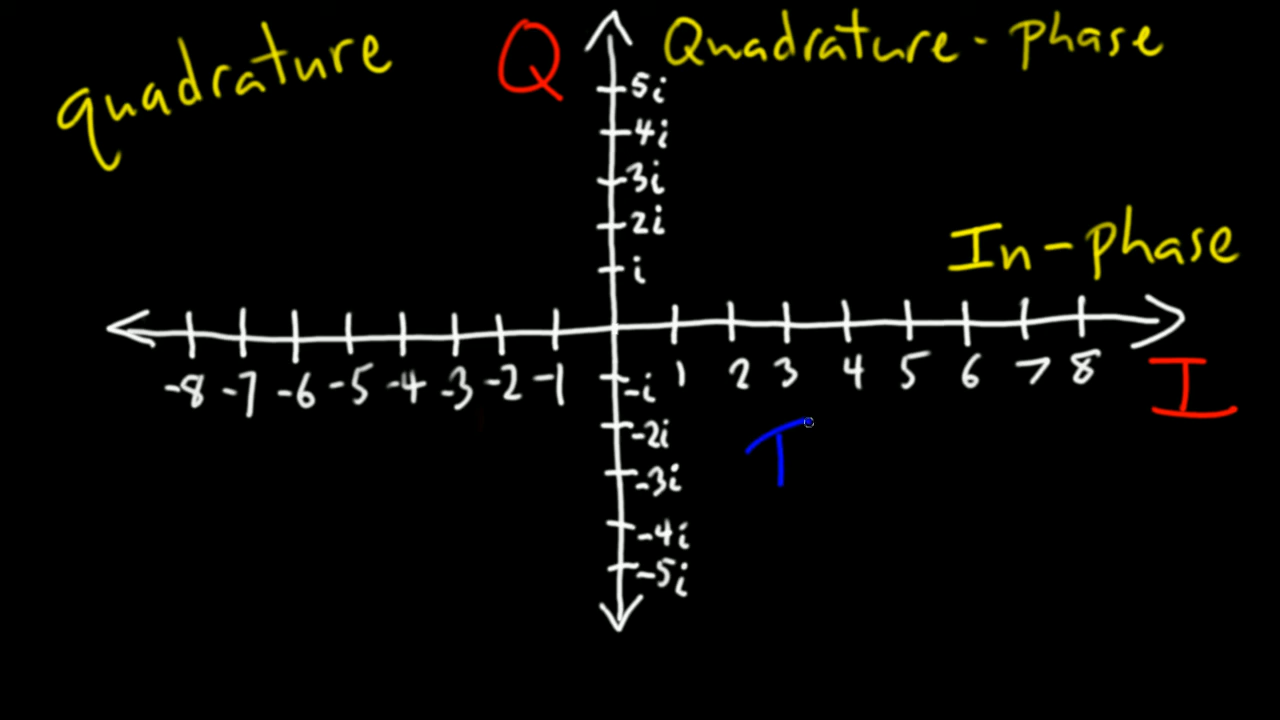 quadrature
Q
Quadrature-phase
5i
4i
3i
2i
i
In-phase
-8 -7 -6 -5 -4 -3 -2 -1
1 2 3 4 5 6 7 8
I
-i
-2i
-3i
-4i
-5i
T